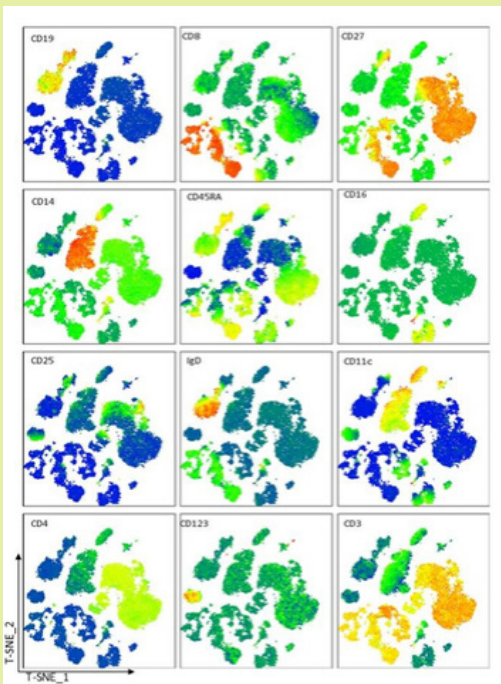 CD19
CD8
CD27
CD14
CD45RA
CD16
CD25
IgD
CD11c
CD4
CD123
CD3
T-SNE_2
T-SNE_1